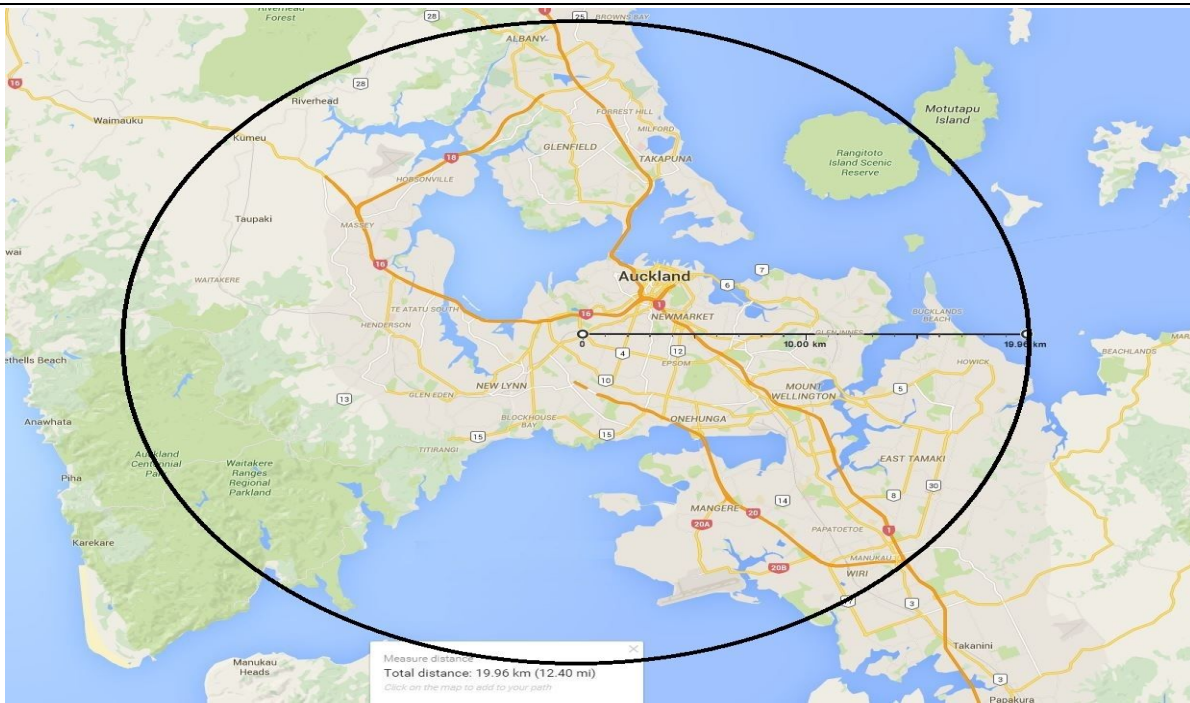 Riverhead
Forest
28
1
25
BROWNS BAY
ALBANY
16
28
Riverhead
Waimauku
Kumeu
FORREST HILL
Motutapu
Island
MILFORD
GLENFIELD
TAKAPUNA
Rangitoto
Island Scenic
Reserve
18
HOBSONVILLE
Taupaki
MASSEY
16
WAITAKERE
Auckland
7
6
TE ATATU SOUTH
16
1
NEWMARKET
BUCKLANDS
BEACH
HENDERSON
GLEN INNES
0
10.00 km
19.96 km
4
12
EPSOM
HOWICK
BEACHLANDS
ethells Beach
NEW LYNN
10
MOUNT
WELLINGTON
5
13
GLEN EDEN
Anawhata
BLOCKHOUSE
BAY
15
15
ONEHUNGA
TITIRANGI
Auckland
Centennial
Park
Waitakere
Ranges
Regional
Parkland
EAST TAMAKI
Piha
30
8
14
MANGERE
20
20A
PAPATOETOE
1
Karekare
MANUKAU
20B
WIRI
3
Manukau
Heads
Takanini
3
Papakura
Measure distance
Total distance: 19.96 km (12.40 mi)
Click on the map to add to your path